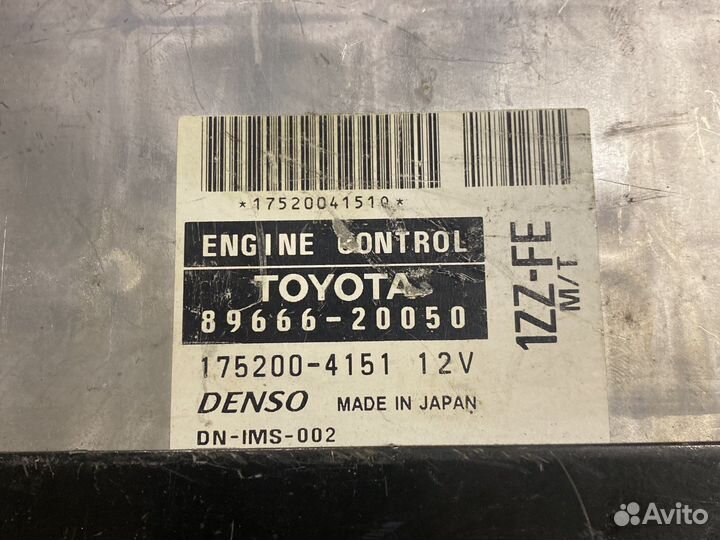 *17520041510*
ENGINE CONTROL
TOYOTA
89666-20050
175200-4151 12V
DENSO MADE IN JAPAN
DN-IMS-002
1ZZ-FE
M/T
Avito